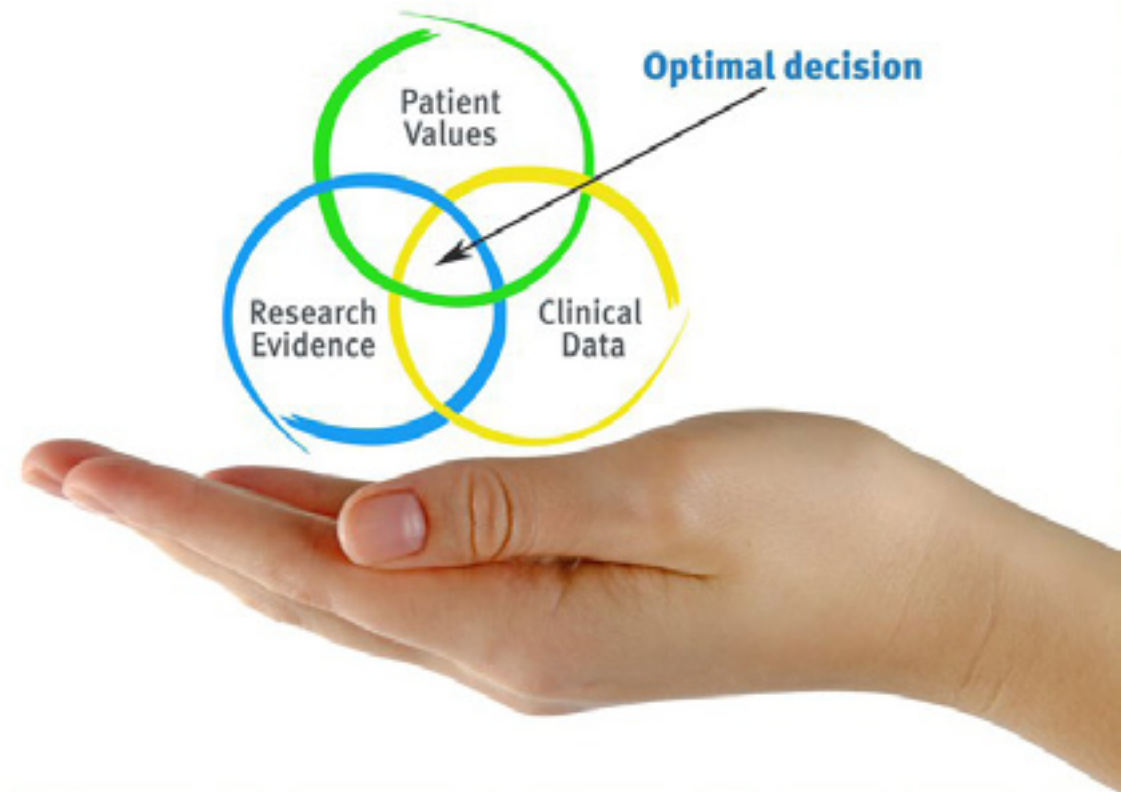 Optimal decision
Patient
Values
Research
Evidence
Clinical
Data